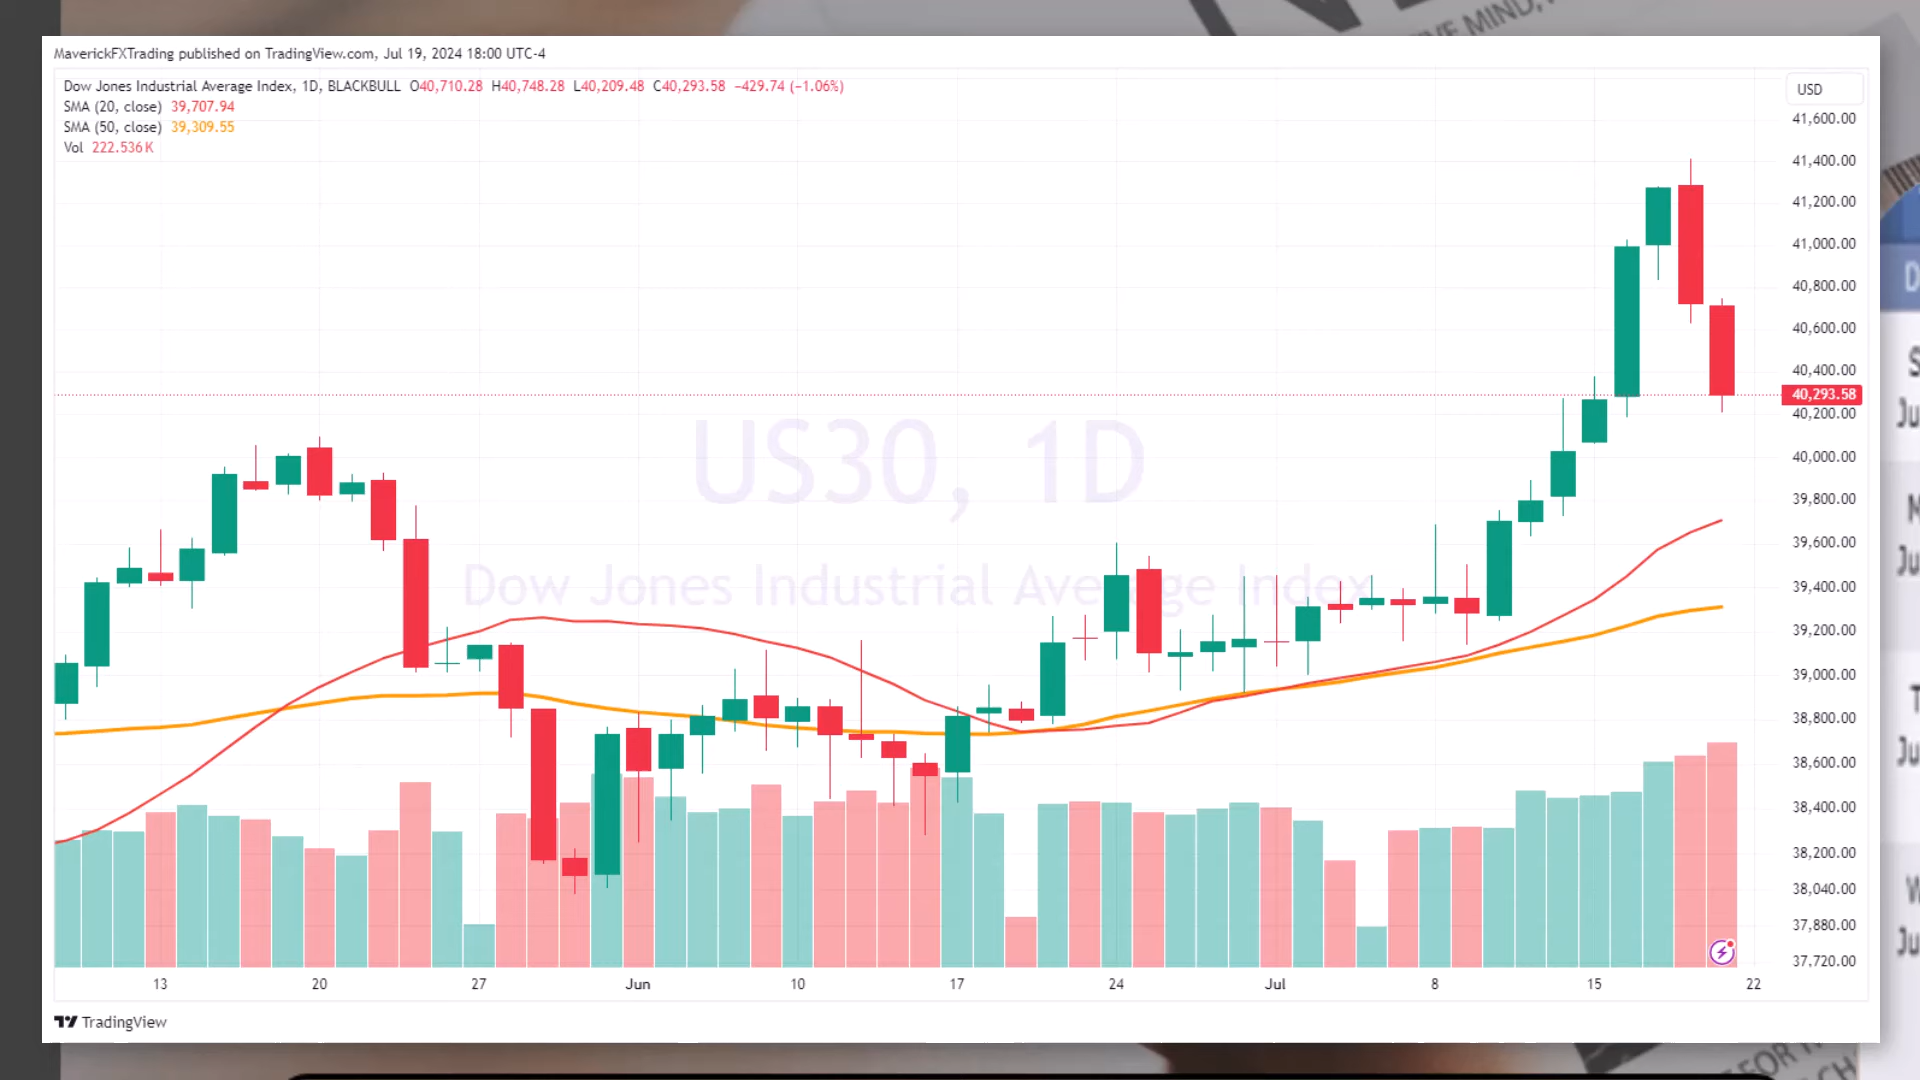 MaverickFXTrading published on TradingView.com, Jul 19, 2024 18:00 UTC-4
Dow Jones Industrial Average Index, 1D, BLACKBULL O40,710.28 H40,748.28 L40,209.48 C40,293.58 −429.74 (−1.06%)
SMA (20, close) 39,707.94
SMA (50, close) 39,309.55
Vol 222.536K
USD
41,600.00
41,400.00
41,200.00
41,000.00
40,800.00
40,600.00
40,400.00
40,293.58
40,200.00
40,000.00
39,800.00
39,600.00
39,400.00
39,200.00
39,000.00
38,800.00
38,600.00
38,400.00
38,200.00
38,040.00
37,880.00
37,720.00
US30, 1D
Dow Jones Industrial Average Index
13 20 27 Jun 10 17 24 Jul 8 15 22
TradingView
MIND,
FOR